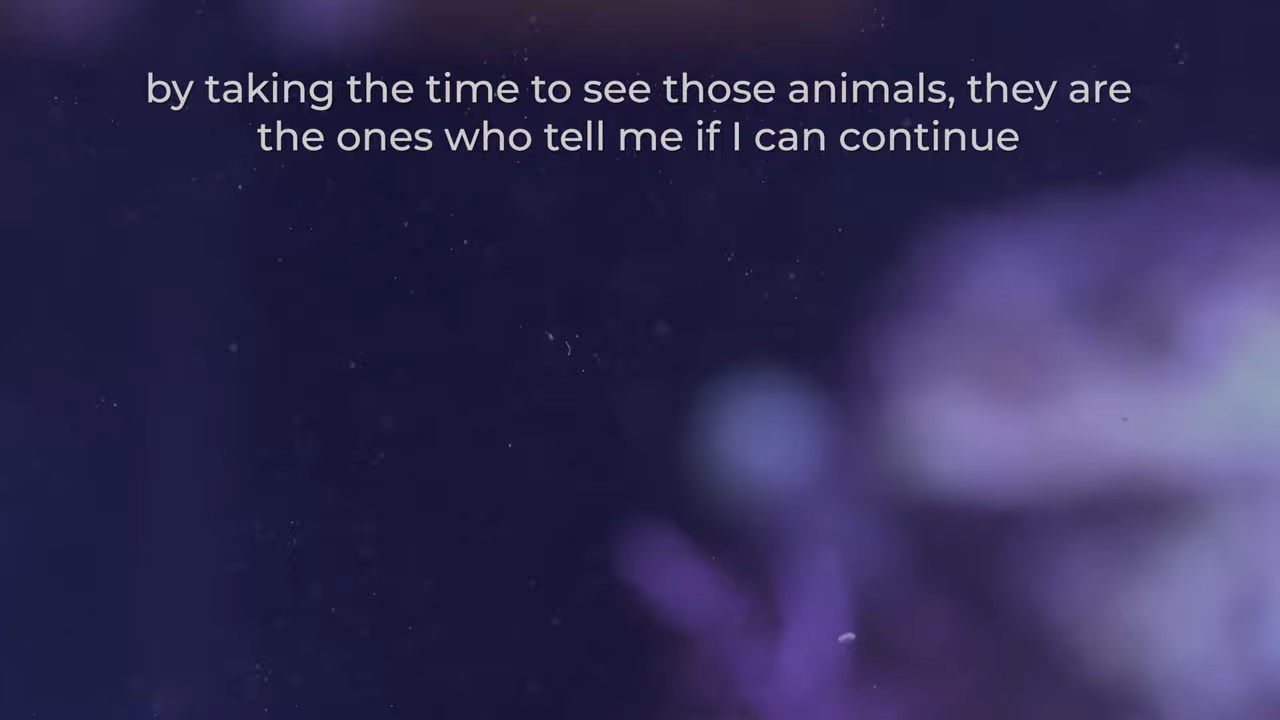 by taking the time to see those animals, they are
the ones who tell me if I can continue